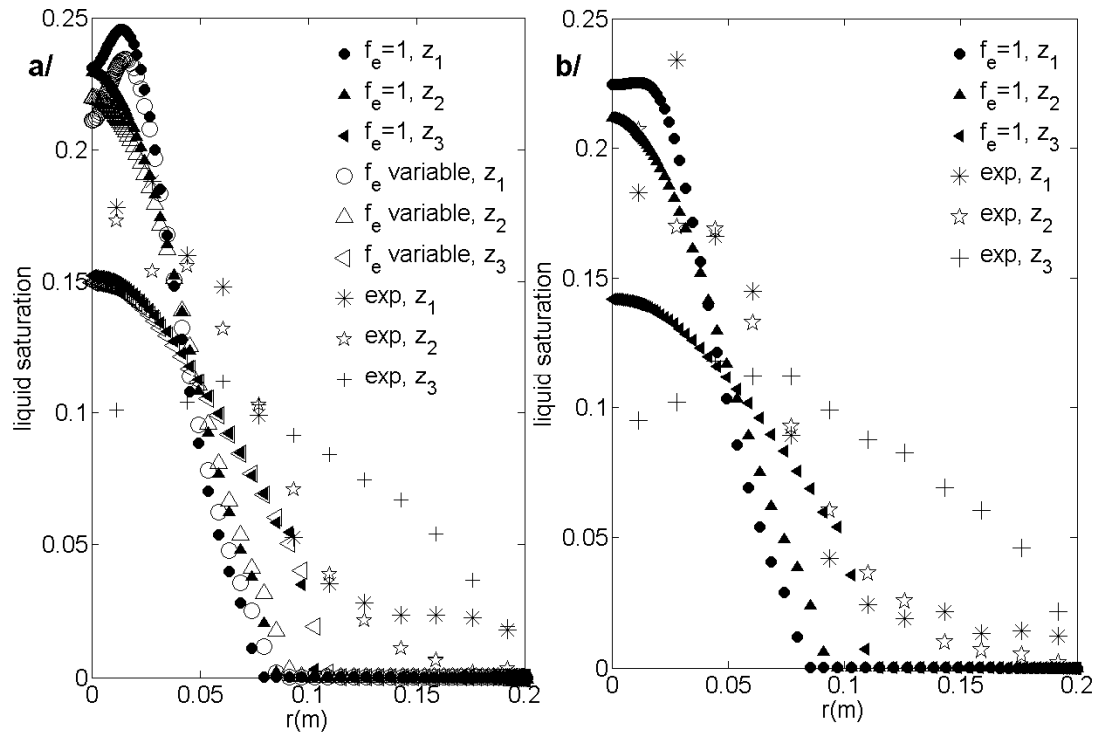 a/
liquid saturation
0.25
0.2
0.15
0.1
0.05
0
0 0.05 0.1 0.15 0.2
r(m)
f_e=1, z_1
f_e=1, z_2
f_e=1, z_3
f_e variable, z_1
f_e variable, z_2
f_e variable, z_3
exp, z_1
exp, z_2
exp, z_3
b/
liquid saturation
0.25
0.2
0.15
0.1
0.05
0
0 0.05 0.1 0.15 0.2
r(m)
f_e=1, z_1
f_e=1, z_2
f_e=1, z_3
exp, z_1
exp, z_2
exp, z_3